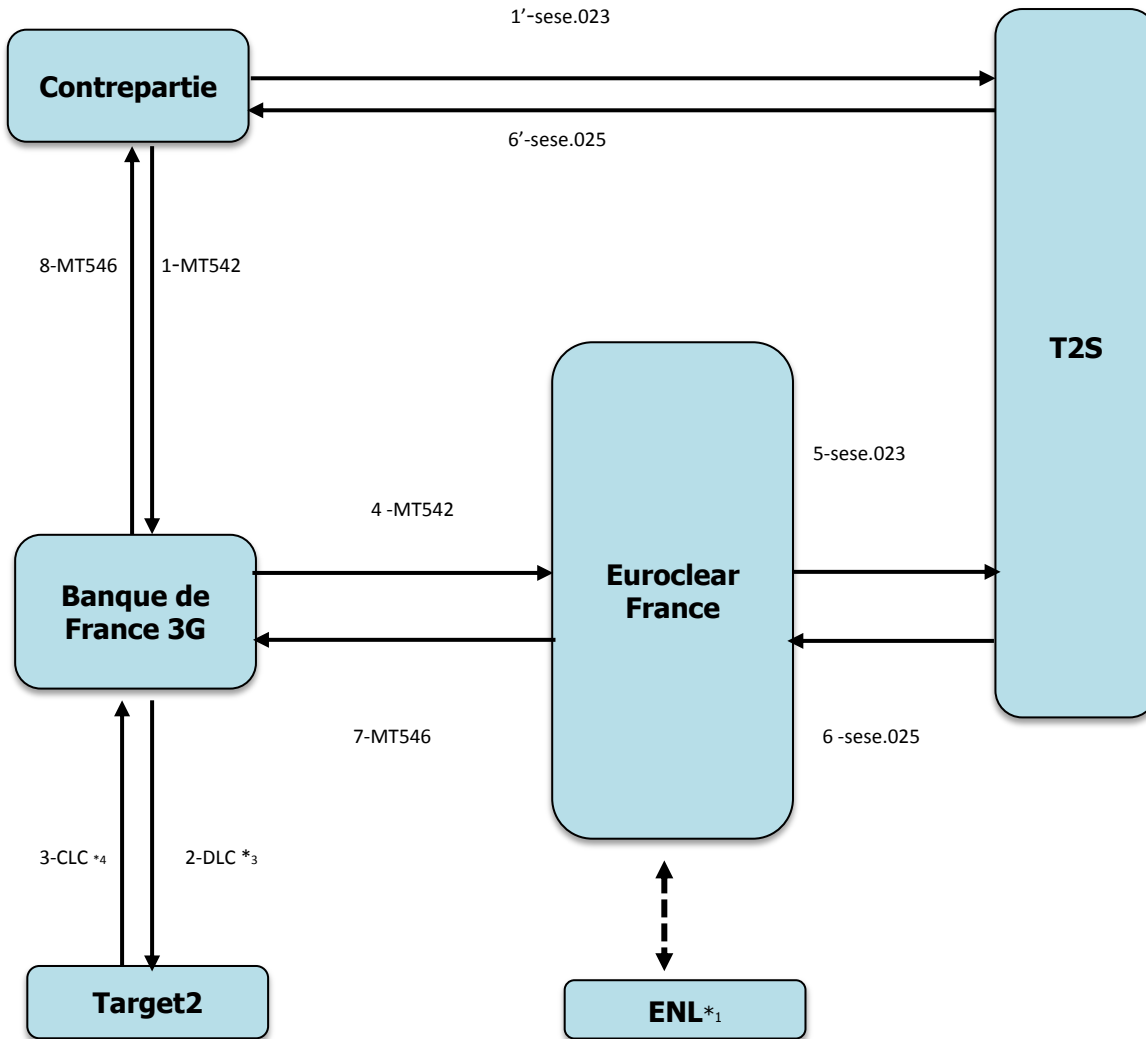 1’-sese.023
Contrepartie
6’-sese.025
8-MT546
1-MT542
T2S
5-sese.023
4 -MT542
Euroclear
France
Banque de
France 3G
7-MT546
6 -sese.025
3-CLC *4
2-DLC *3
Target2
ENL*1